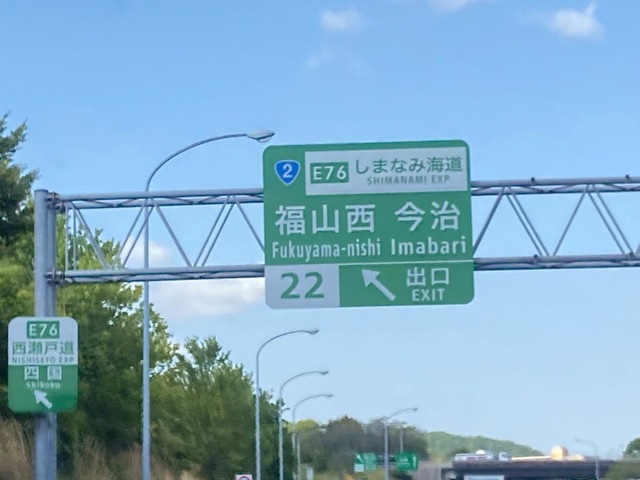 2 E76 しまなみ海道
SHIMANAMI EXP
福山西 今治
Fukuyama-nishi Imabari
22 出口
EXIT
E76
西瀬戸道
NISHISETO EXP
四国
Shikoku